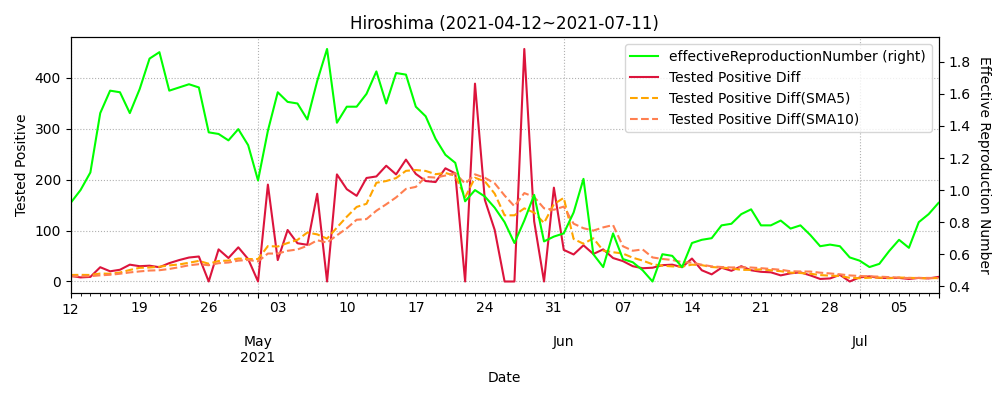 Hiroshima (2021-04-12~2021-07-11)
effectiveReproductionNumber (right)
Tested Positive Diff
Tested Positive Diff(SMA5)
Tested Positive Diff(SMA10)
Tested Positive
400
300
200
100
0
1.8
1.6
1.4
1.2
1.0
0.8
0.6
0.4
Effective Reproduction Number
12 19 26 03 10 17 24 31 07 14 21 28 05
May Jun Jul
2021
Date